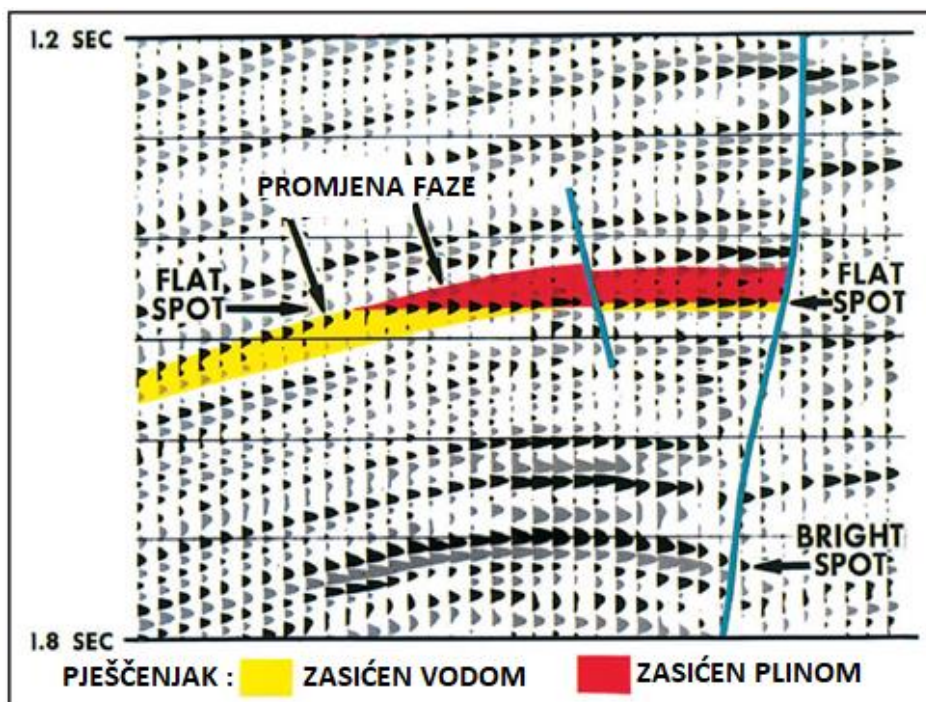 1.2 SEC
PROMJENA FAZE
FLAT
SPOT
FLAT
SPOT
BRIGHT
SPOT
1.8 SEC
PJEŠČENJAK : ZASIĆEN VODOM ZASIĆEN PLINOM